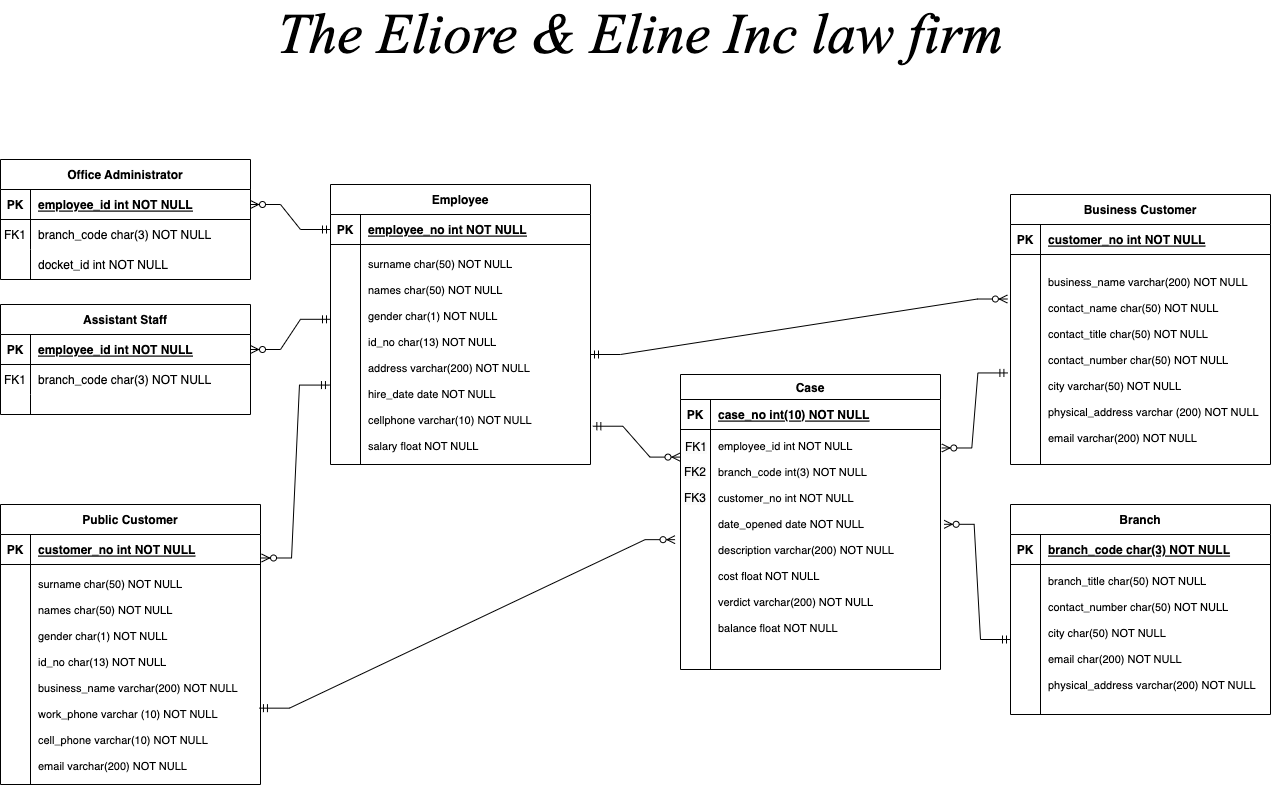 The Eliore & Eline Inc law firm
Office Administrator
PK employee_id int NOT NULL
FK1 branch_code char(3) NOT NULL
docket_id int NOT NULL
Assistant Staff
PK employee_id int NOT NULL
FK1 branch_code char(3) NOT NULL
Public Customer
PK customer_no int NOT NULL
surname char(50) NOT NULL
names char(50) NOT NULL
gender char(1) NOT NULL
id_no char(13) NOT NULL
business_name varchar(200) NOT NULL
work_phone varchar (10) NOT NULL
cell_phone varchar(10) NOT NULL
email varchar(200) NOT NULL
Employee
PK employee_no int NOT NULL
surname char(50) NOT NULL
names char(50) NOT NULL
gender char(1) NOT NULL
id_no char(13) NOT NULL
address varchar(200) NOT NULL
hire_date date NOT NULL
cellphone varchar(10) NOT NULL
salary float NOT NULL
Case
PK case_no int(10) NOT NULL
FK1 employee_id int NOT NULL
FK2 branch_code int(3) NOT NULL
FK3 customer_no int NOT NULL
date_opened date NOT NULL
description varchar(200) NOT NULL
cost float NOT NULL
verdict varchar(200) NOT NULL
balance float NOT NULL
Business Customer
PK customer_no int NOT NULL
business_name varchar(200) NOT NULL
contact_name char(50) NOT NULL
contact_title char(50) NOT NULL
contact_number char(50) NOT NULL
city varchar(50) NOT NULL
physical_address varchar (200) NOT NULL
email varchar(200) NOT NULL
Branch
PK branch_code char(3) NOT NULL
branch_title char(50) NOT NULL
contact_number char(50) NOT NULL
city char(50) NOT NULL
email char(200) NOT NULL
physical_address varchar(200) NOT NULL